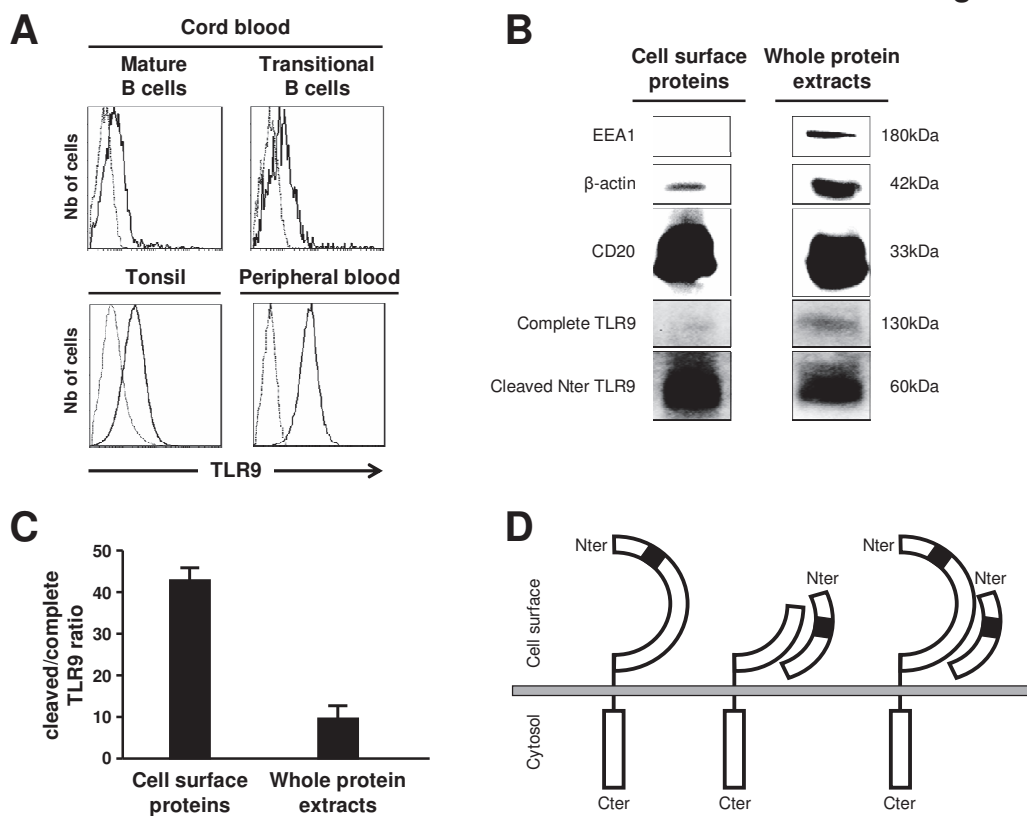 A
Cord blood
Mature
B cells
Transitional
B cells
Nb of cells
Tonsil
Peripheral blood
Nb of cells
TLR9
B
Cell surface
proteins
Whole protein
extracts
EEA1
180kDa
β-actin
42kDa
CD20
33kDa
Complete TLR9
130kDa
Cleaved Nter TLR9
60kDa
C
cleaved/complete
TLR9 ratio
50
40
30
20
10
0
Cell surface
proteins
Whole protein
extracts
D
Cell surface
Cytosol
Nter
Nter
Nter
Nter
Cter
Cter
Cter